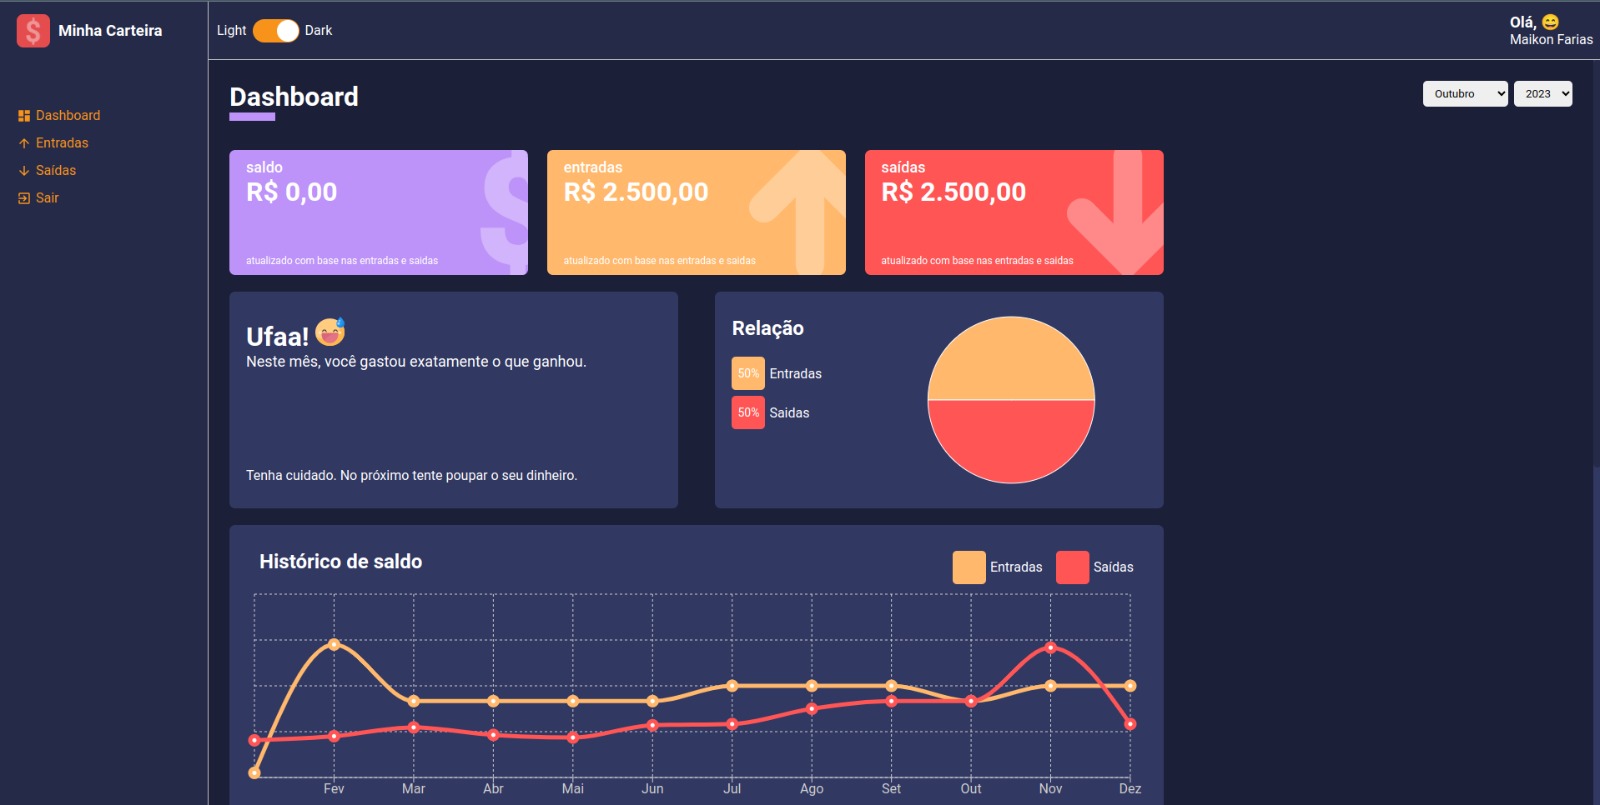 Minha Carteira
Light Dark
Olá, 😄
Maikon Farias
Dashboard
Entradas
Saídas
Sair
Dashboard
Outubro 2023
saldo
R$ 0,00
atualizado com base nas entradas e saidas
entradas
R$ 2.500,00
atualizado com base nas entradas e saidas
saídas
R$ 2.500,00
atualizado com base nas entradas e saidas
Ufaa! 😅
Neste mês, você gastou exatamente o que ganhou.
Tenha cuidado. No próximo tente poupar o seu dinheiro.
Relação
50% Entradas
50% Saidas
Histórico de saldo
Entradas Saídas
Fev Mar Abr Mai Jun Jul Ago Set Out Nov Dez